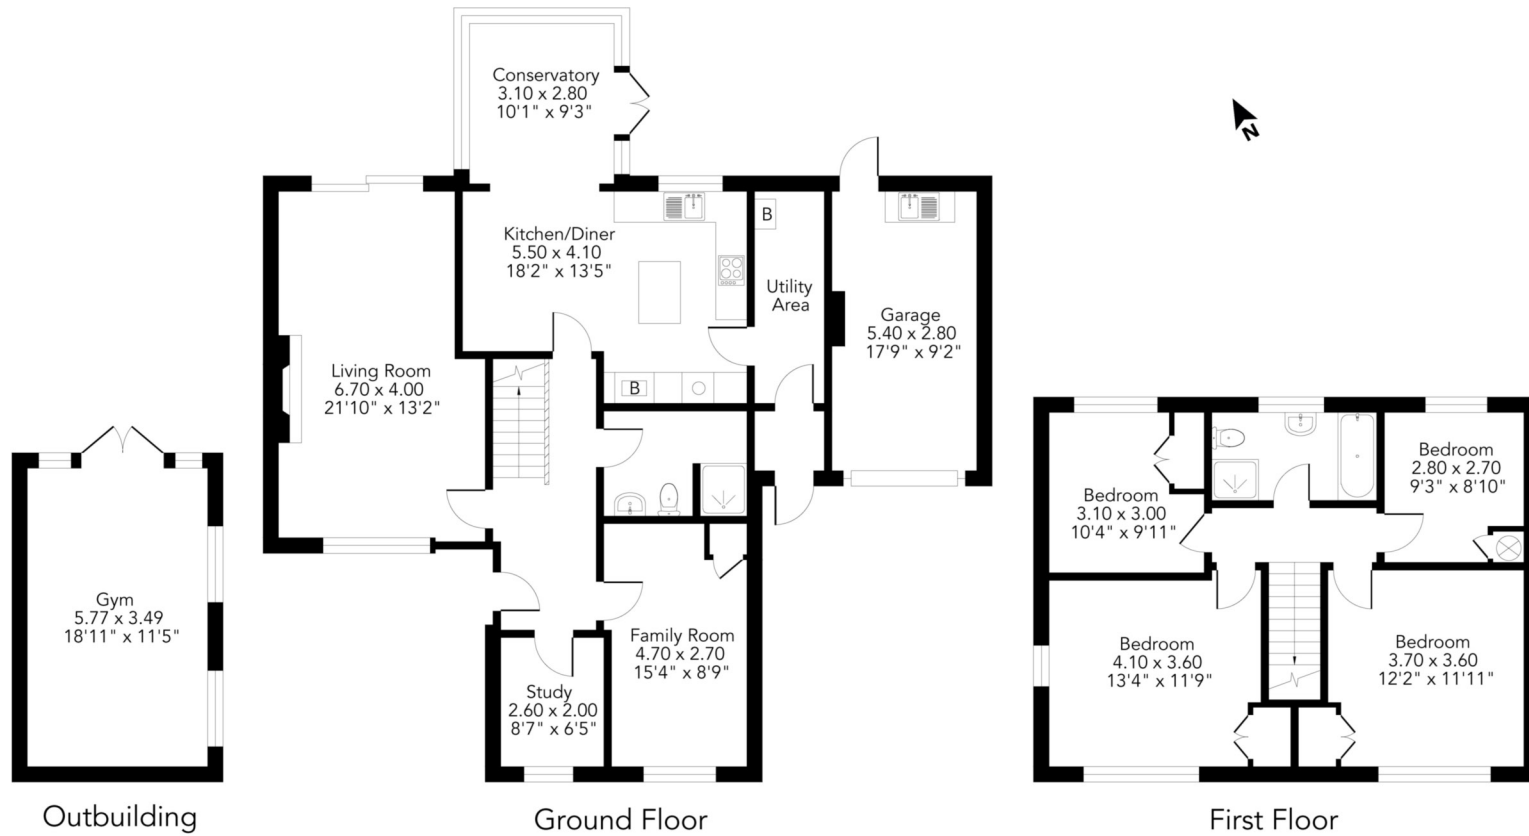 Conservatory
3.10 x 2.80
10'1" x 9'3"
N
Kitchen/Diner
5.50 x 4.10
18'2" x 13'5"
B
Utility
Area
Garage
5.40 x 2.80
17'9" x 9'2"
Living Room
6.70 x 4.00
21'10" x 13'2"
B
Gym
5.77 x 3.49
18'11" x 11'5"
Family Room
4.70 x 2.70
15'4" x 8'9"
Study
2.60 x 2.00
8'7" x 6'5"
Bedroom
3.10 x 3.00
10'4" x 9'11"
Bedroom
2.80 x 2.70
9'3" x 8'10"
Bedroom
4.10 x 3.60
13'4" x 11'9"
Bedroom
3.70 x 3.60
12'2" x 11'11"
Outbuilding
Ground Floor
First Floor